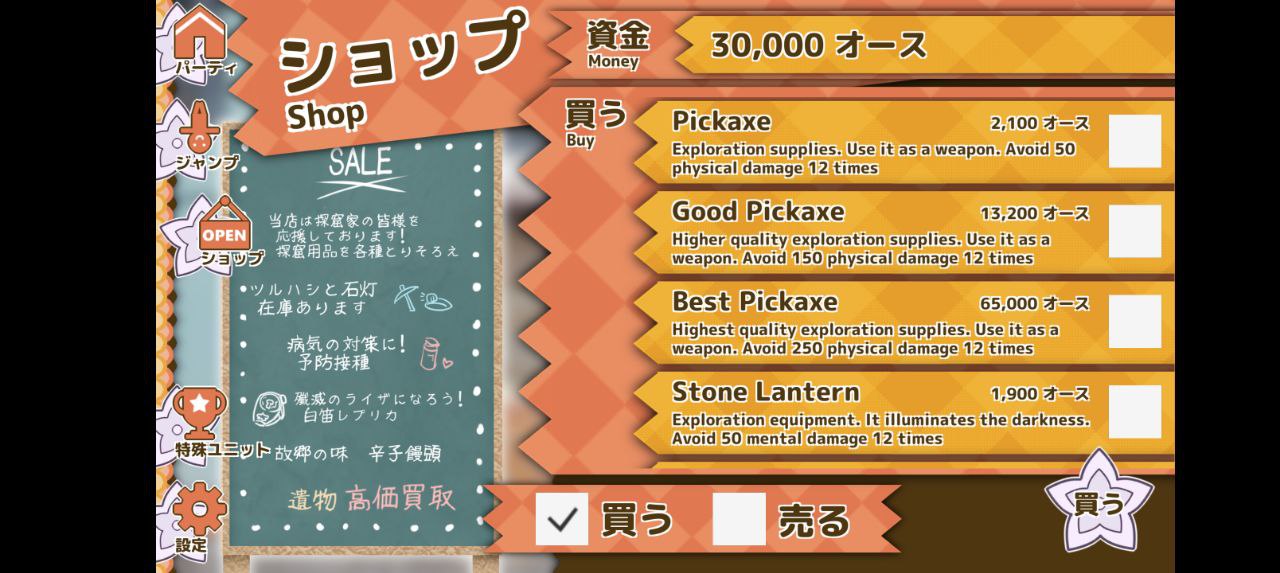 パーティ
ジャンプ
OPEN
ショップ
特殊ユニット
設定
ショップ
Shop
資金
Money
30,000 オース
SALE
当店は探窟家の皆様を
応援しております!
探窟用品を各種とりそろえ
ツルハシと石灯
在庫あります
病気の対策に!
予防接種
殲滅のライザになろう!
白笛レプリカ
故郷の味 辛子饅頭
遺物 高価買取
買う
Buy
Pickaxe
2,100 オース
Exploration supplies. Use it as a weapon. Avoid 50
physical damage 12 times
Good Pickaxe
13,200 オース
Higher quality exploration supplies. Use it as a
weapon. Avoid 150 physical damage 12 times
Best Pickaxe
65,000 オース
Highest quality exploration supplies. Use it as a
weapon. Avoid 250 physical damage 12 times
Stone Lantern
1,900 オース
Exploration equipment. It illuminates the darkness.
Avoid 50 mental damage 12 times
買う
売る
買う